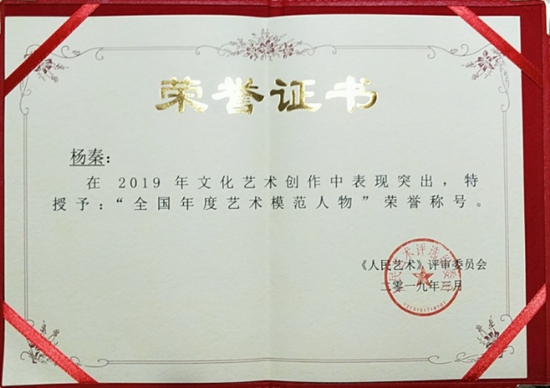 荣誉证书
杨秦：
在 2019 年文化艺术创作中表现突出，特
授予：“全国年度艺术模范人物”荣誉称号。
《人民艺术》评审委员会
二零一九年三月